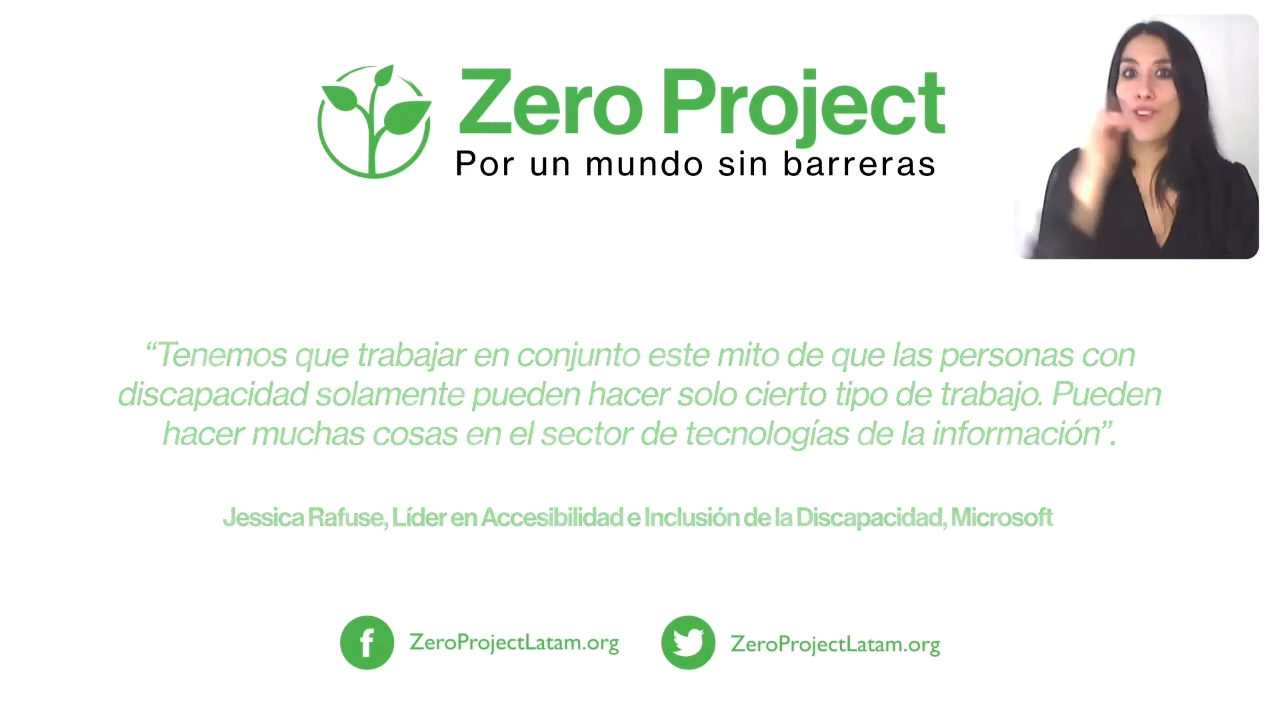 Zero Project
Por un mundo sin barreras
“Tenemos que trabajar en conjunto este mito de que las personas con
discapacidad solamente pueden hacer solo cierto tipo de trabajo. Pueden
hacer muchas cosas en el sector de tecnologías de la información”.
Jessica Rafuse, Líder en Accesibilidad e Inclusión de la Discapacidad, Microsoft
ZeroProjectLatam.org
ZeroProjectLatam.org